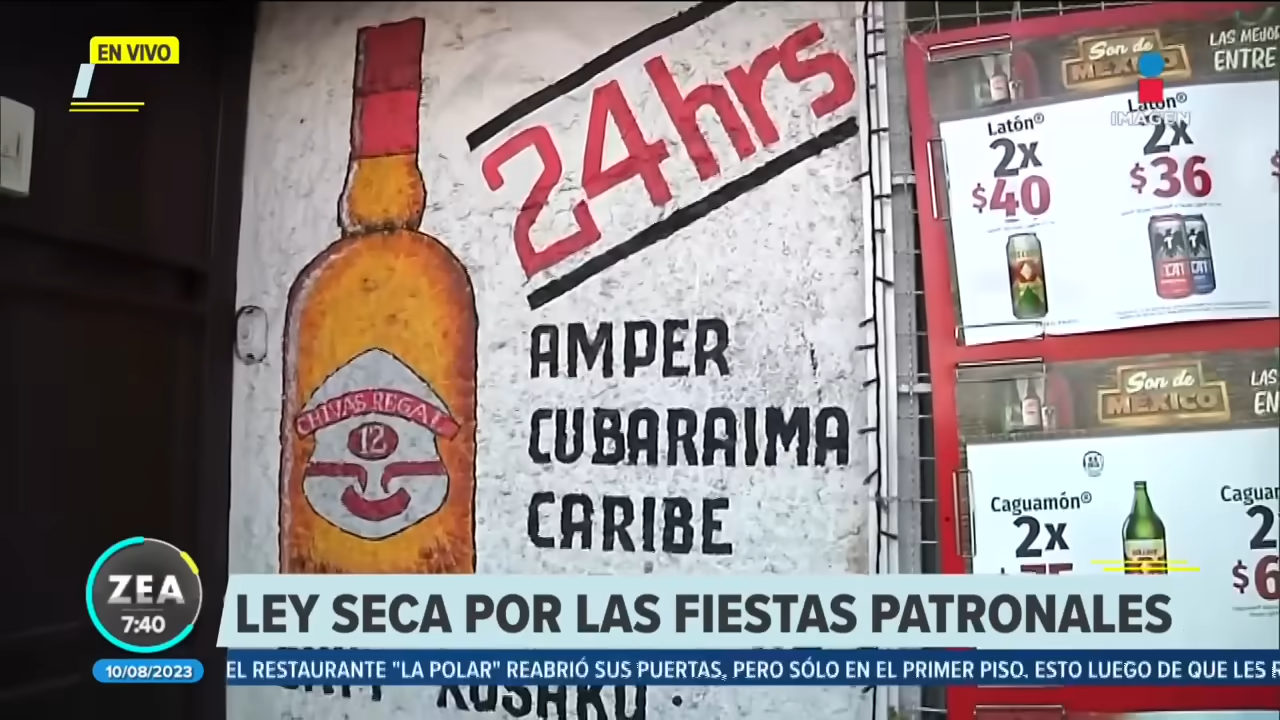 EN VIVO
24hrs
CHIVAS REGAL
12
AMPER
CUBARAIMA
CARIBE
Son de
MÉXICO
LAS MEJOR
ENTRE
IMAGEN
Latón®
2x
$40
Latón®
2x
$36
Son de
MÉXICO
LAS
EN
Caguamón®
2x
Caguar
2
$6
ZEA
7:40
LEY SECA POR LAS FIESTAS PATRONALES
10/08/2023
EL RESTAURANTE "LA POLAR" REABRIÓ SUS PUERTAS, PERO SÓLO EN EL PRIMER PISO. ESTO LUEGO DE QUE LES